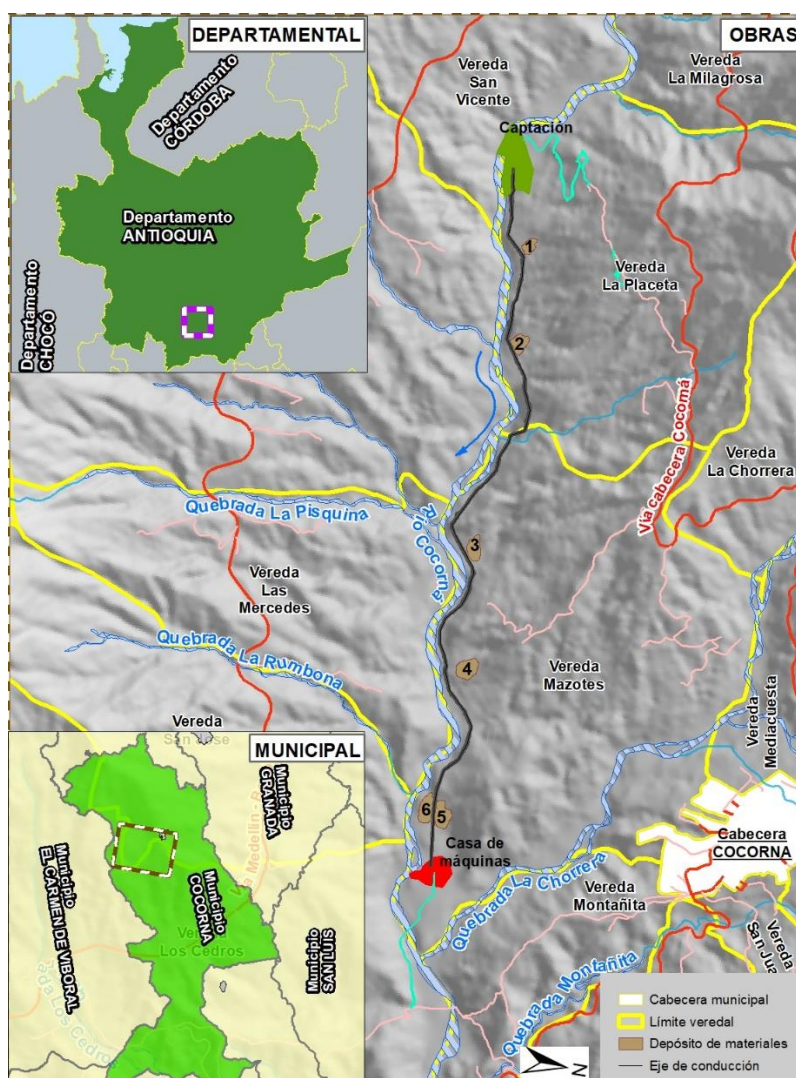 DEPARTAMENTAL
Departamento
CÓRDOBA
Departamento
ANTIOQUIA
Departamento
CHOCÓ
OBRAS
Vereda
La Milagrosa
Vereda
San
Vicente
Captación
1
Vereda
La Placeta
2
Vía cabecera Cocorná
Vereda
La Chorrera
Quebrada La Pisquina
Río Cocorná
3
Vereda
Las
Mercedes
Quebrada La Rumbona
4
Vereda
Mazotes
Vereda
Mediacuesta
Vereda
San Jose
6
5
Casa de
máquinas
Cabecera
COCORNA
Quebrada La Chorrera
Vereda
Montañita
Vereda
San Jua
Quebrada Montañita
MUNICIPAL
Municipio
GRANADA
Municipio
EL CARMEN DE VIBORAL
Municipio
COCORNA
Los Cedros
Municipio
SAN LUIS
N
Cabecera municipal
Límite veredal
Depósito de materiales
Eje de conducción